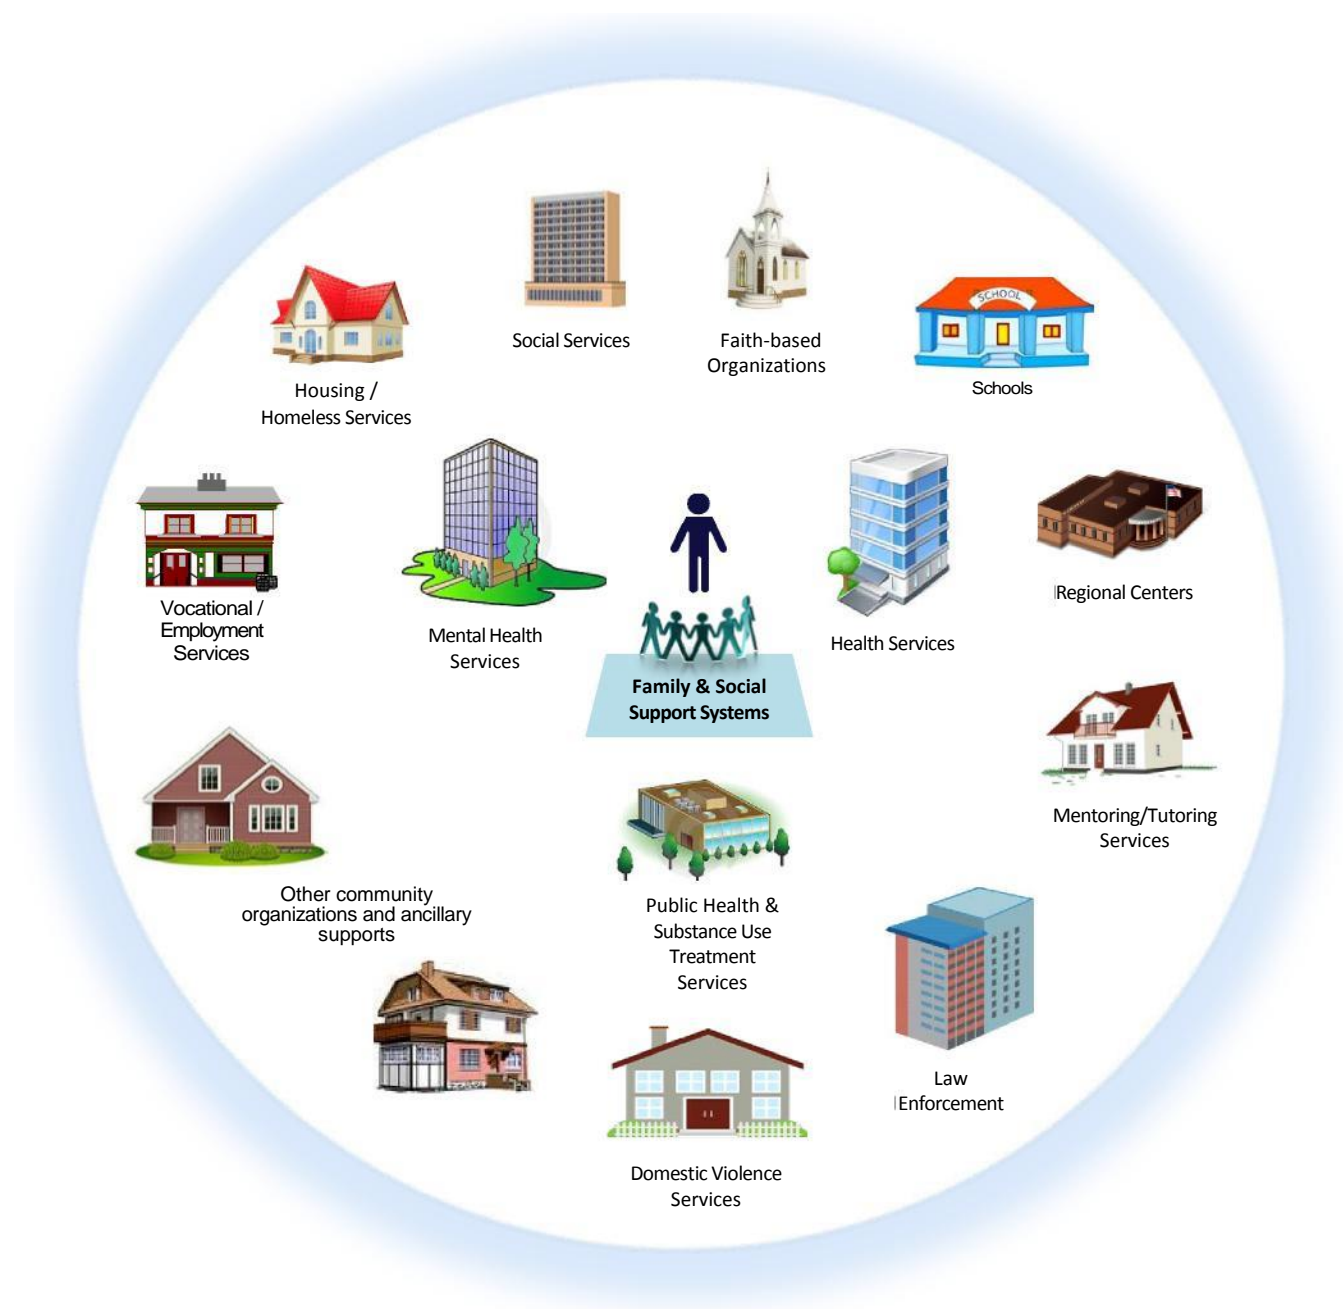 Social Services
Faith-based
Organizations
SCHOOL
Schools
Housing /
Homeless Services
Vocational /
Employment
Services
Mental Health
Services
Family & Social
Support Systems
Health Services
Regional Centers
Mentoring/Tutoring
Services
Other community
organizations and ancillary
supports
Public Health &
Substance Use
Treatment
Services
Law
Enforcement
Domestic Violence
Services